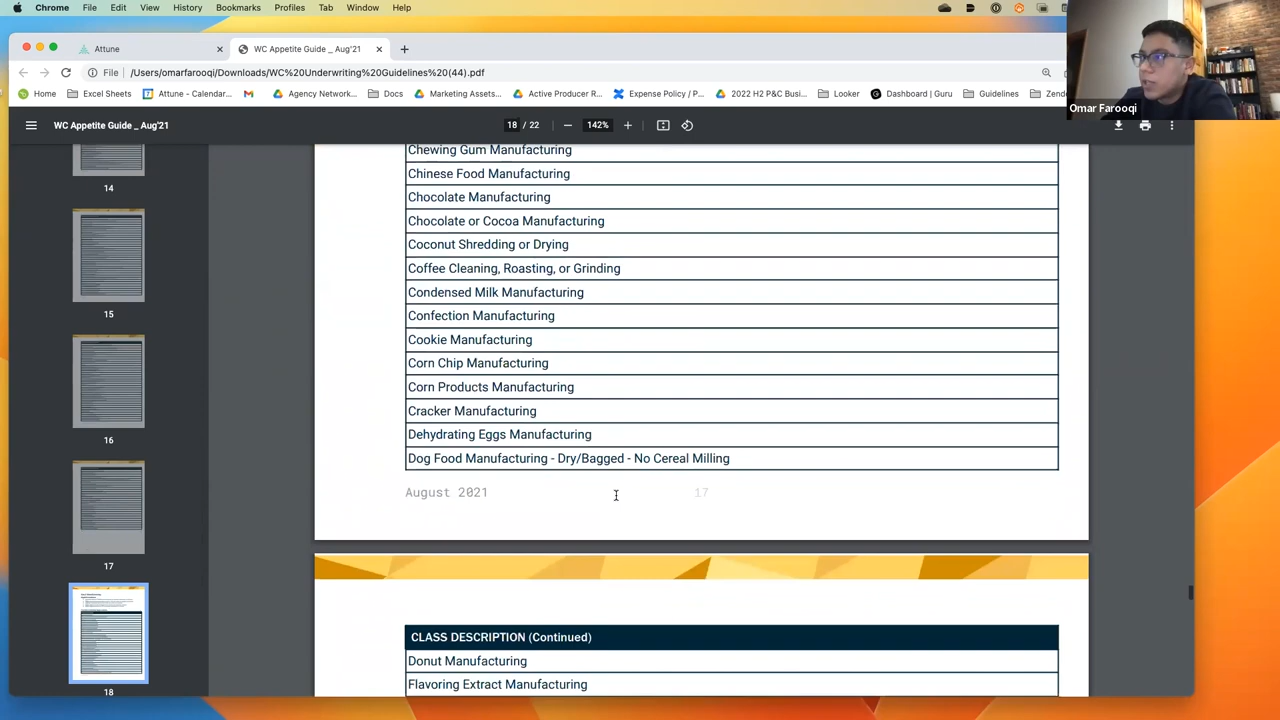 Chrome File Edit View History Bookmarks Profiles Tab Window Help
Attune
WC Appetite Guide _ Aug'21
File /Users/omarfarooqi/Downloads/WC%20Underwriting%20Guidelines%20(44).pdf
Home Excel Sheets Attune - Calendar... Agency Network... Docs Marketing Assets... Active Producer R... Expense Policy / P... 2022 H2 P&C Busi... Looker Dashboard | Guru Guidelines Zende
Omar Farooqi
WC Appetite Guide _ Aug'21
18 / 22
142%
14
15
16
17
18
Chewing Gum Manufacturing
Chinese Food Manufacturing
Chocolate Manufacturing
Chocolate or Cocoa Manufacturing
Coconut Shredding or Drying
Coffee Cleaning, Roasting, or Grinding
Condensed Milk Manufacturing
Confection Manufacturing
Cookie Manufacturing
Corn Chip Manufacturing
Corn Products Manufacturing
Cracker Manufacturing
Dehydrating Eggs Manufacturing
Dog Food Manufacturing - Dry/Bagged - No Cereal Milling
August 2021
17
CLASS DESCRIPTION (Continued)
Donut Manufacturing
Flavoring Extract Manufacturing